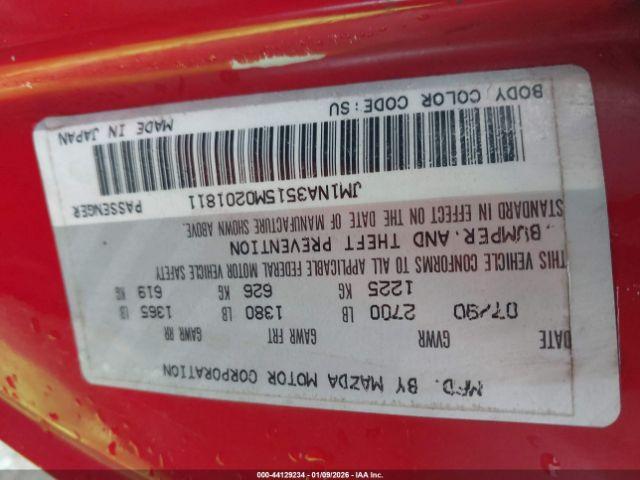 MFD. BY MAZDA MOTOR CORPORATION
DATE GVWR GAWR FRT GAWR RR
07/90 2700 LB 1380 LB 1365 LB
1225 KG 626 KG 619 KG
THIS VEHICLE CONFORMS TO ALL APPLICABLE FEDERAL MOTOR VEHICLE SAFETY
.BUMPER.AND THEFT PREVENTION
STANDARD IN EFFECT ON THE DATE OF MANUFACTURE SHOWN ABOVE.
JM1NA3515M0201811 PASSENGER
BODY COLOR CODE:SU MADE IN JAPAN
000-44129234 - 01/09/2026 - IAA Inc.